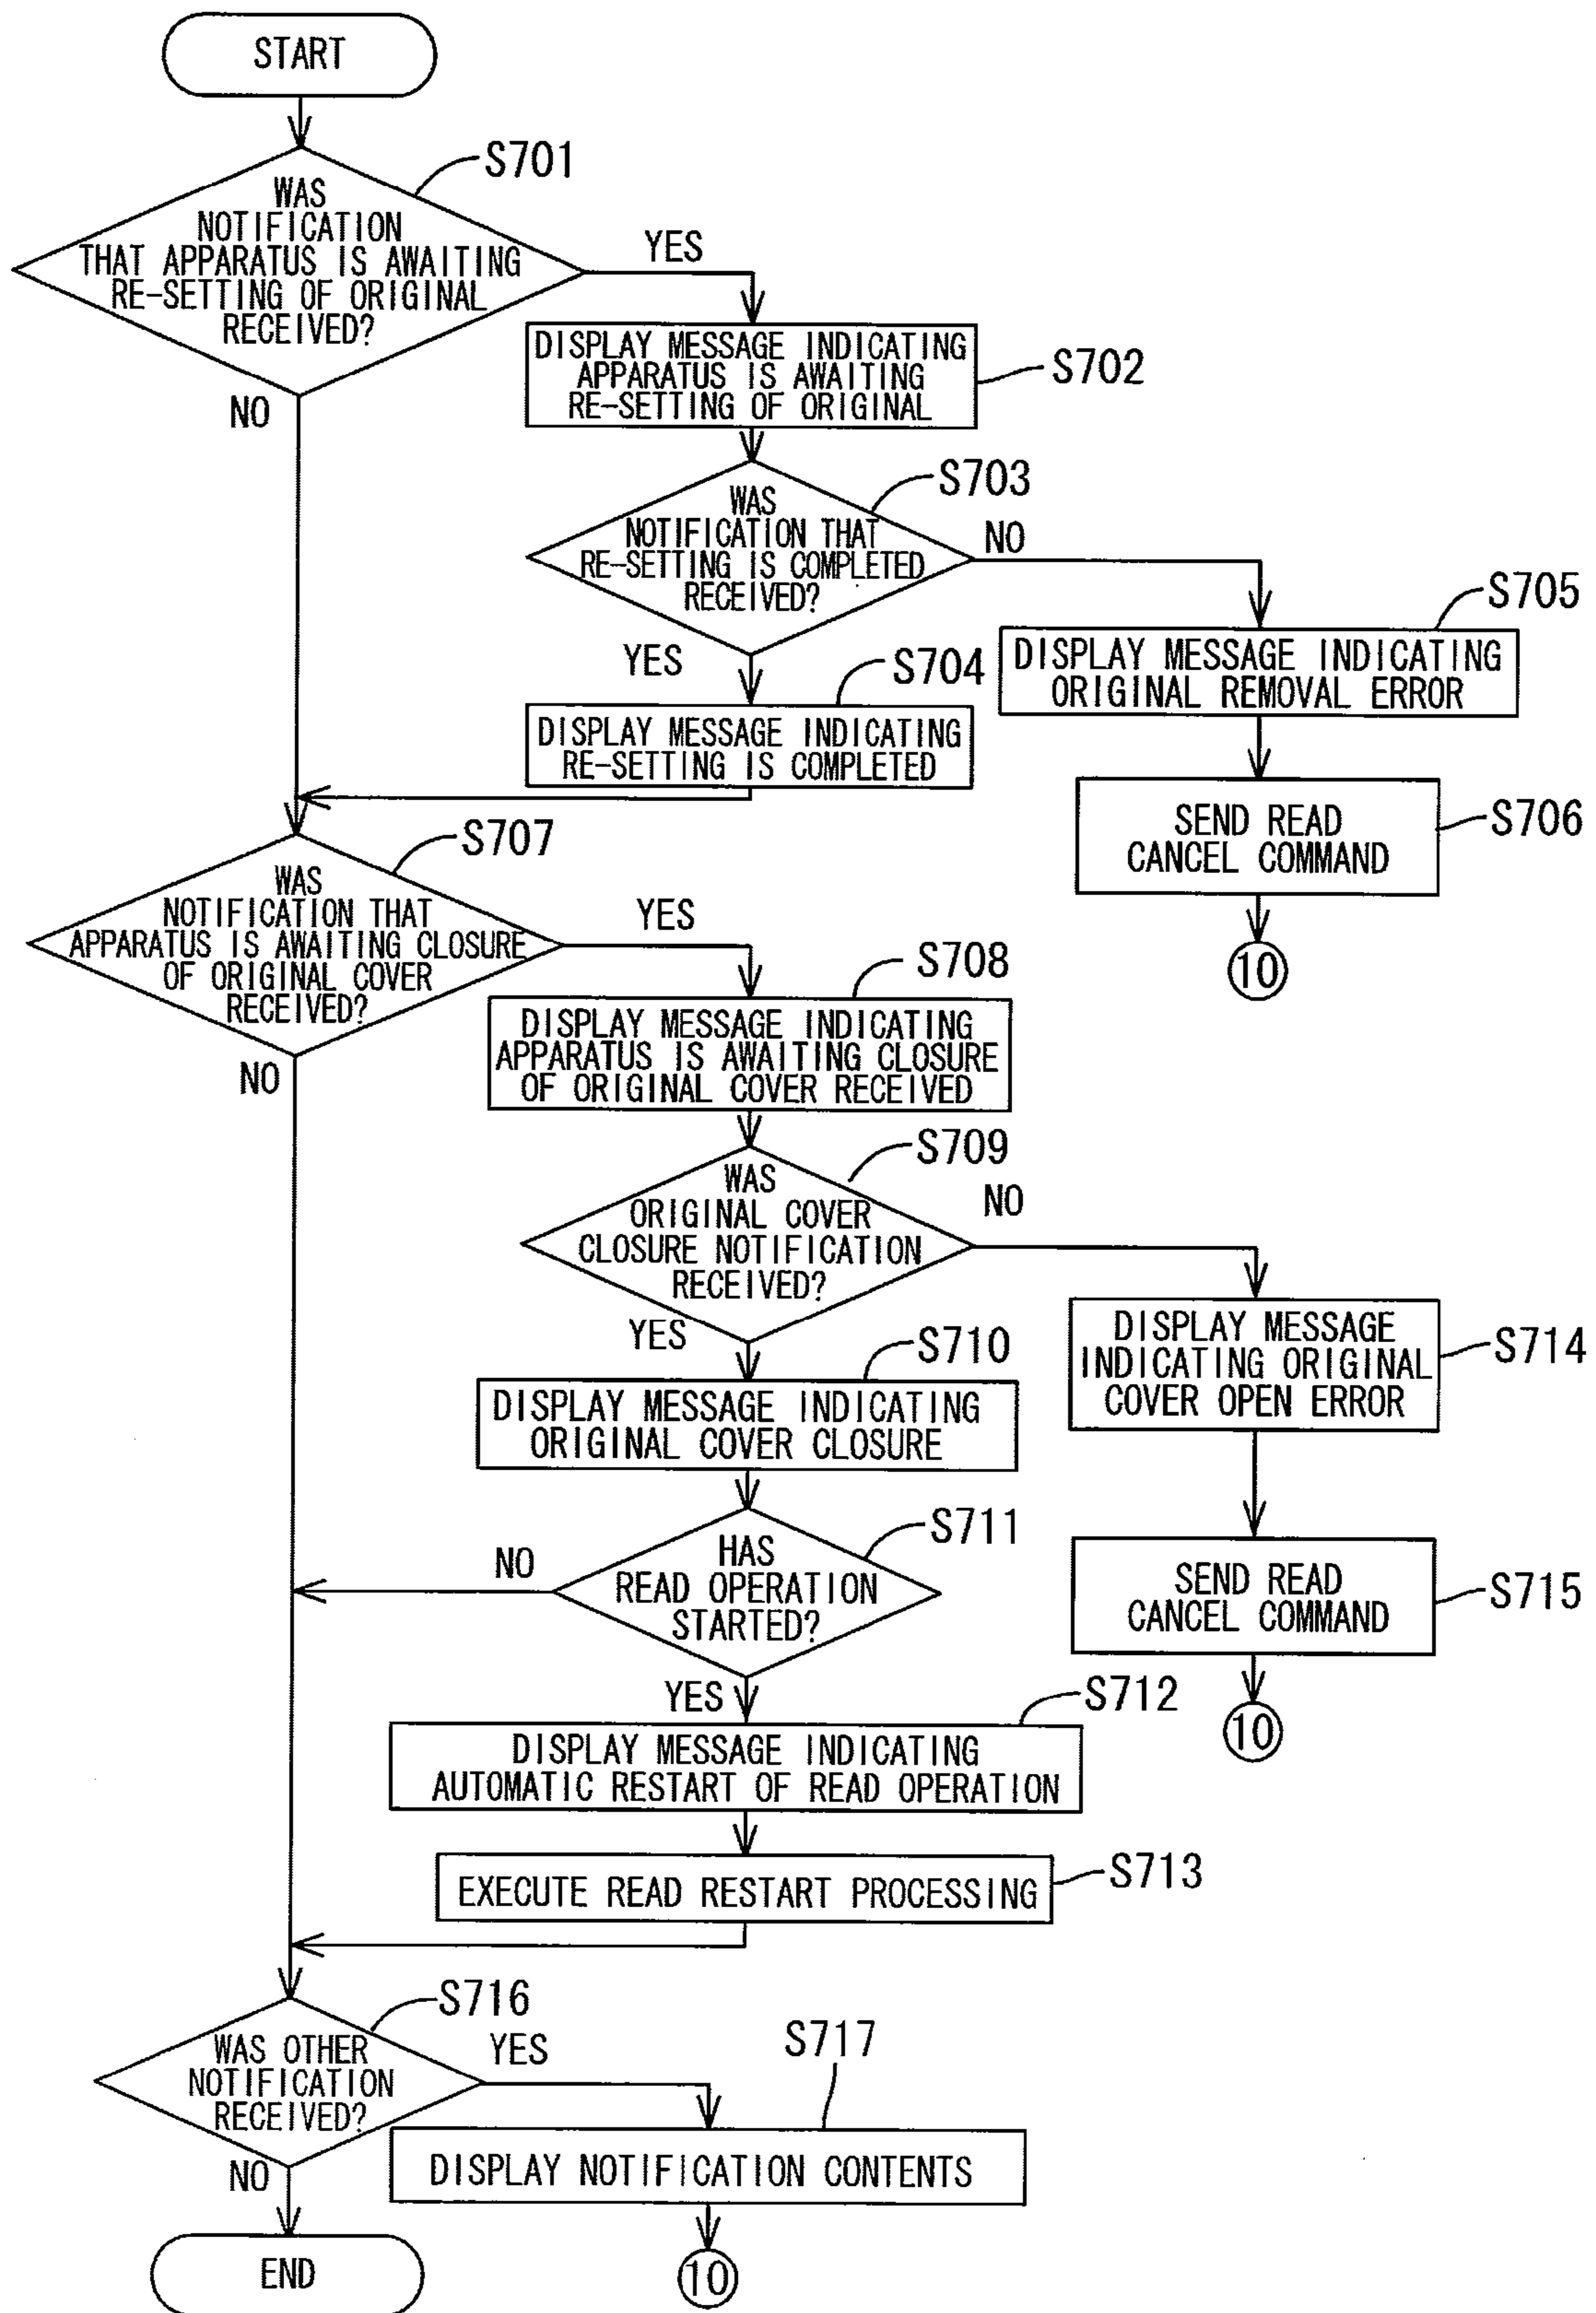 START
S701
WAS
NOTIFICATION
THAT APPARATUS IS AWAITING
RE-SETTING OF ORIGINAL
RECEIVED?
YES
NO
DISPLAY MESSAGE INDICATING
APPARATUS IS AWAITING
RE-SETTING OF ORIGINAL
S702
S703
WAS
NOTIFICATION THAT
RE-SETTING IS COMPLETED
RECEIVED?
NO
YES
S704
DISPLAY MESSAGE INDICATING
RE-SETTING IS COMPLETED
S705
DISPLAY MESSAGE INDICATING
ORIGINAL REMOVAL ERROR
SEND READ
CANCEL COMMAND
S706
10
S707
WAS
NOTIFICATION THAT
APPARATUS IS AWAITING CLOSURE
OF ORIGINAL COVER
RECEIVED?
YES
NO
S708
DISPLAY MESSAGE INDICATING
APPARATUS IS AWAITING CLOSURE
OF ORIGINAL COVER RECEIVED
S709
WAS
ORIGINAL COVER
CLOSURE NOTIFICATION
RECEIVED?
NO
YES
S710
DISPLAY MESSAGE INDICATING
ORIGINAL COVER CLOSURE
DISPLAY MESSAGE
INDICATING ORIGINAL
COVER OPEN ERROR
S714
S711
HAS
READ OPERATION
STARTED?
NO
YES
SEND READ
CANCEL COMMAND
S715
10
S712
DISPLAY MESSAGE INDICATING
AUTOMATIC RESTART OF READ OPERATION
EXECUTE READ RESTART PROCESSING
S713
S716
WAS OTHER
NOTIFICATION
RECEIVED?
YES
NO
S717
DISPLAY NOTIFICATION CONTENTS
10
END